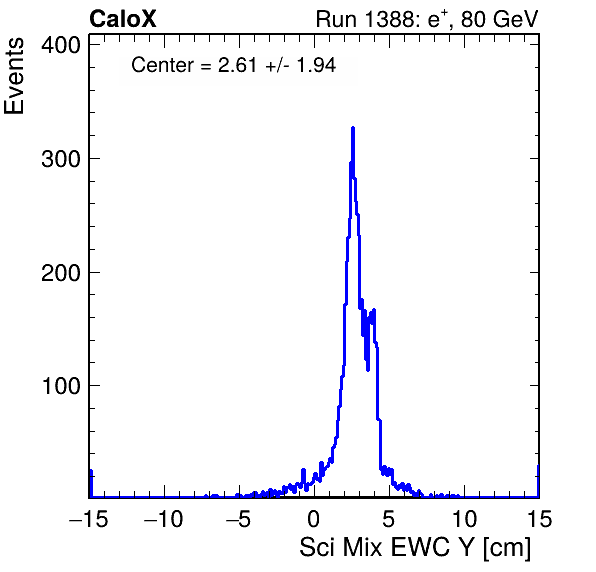 CaloX Run 1388: e⁺, 80 GeV
Events
Center = 2.61 +/- 1.94
400
300
200
100
−15 −10 −5 0 5 10 15
Sci Mix EWC Y [cm]